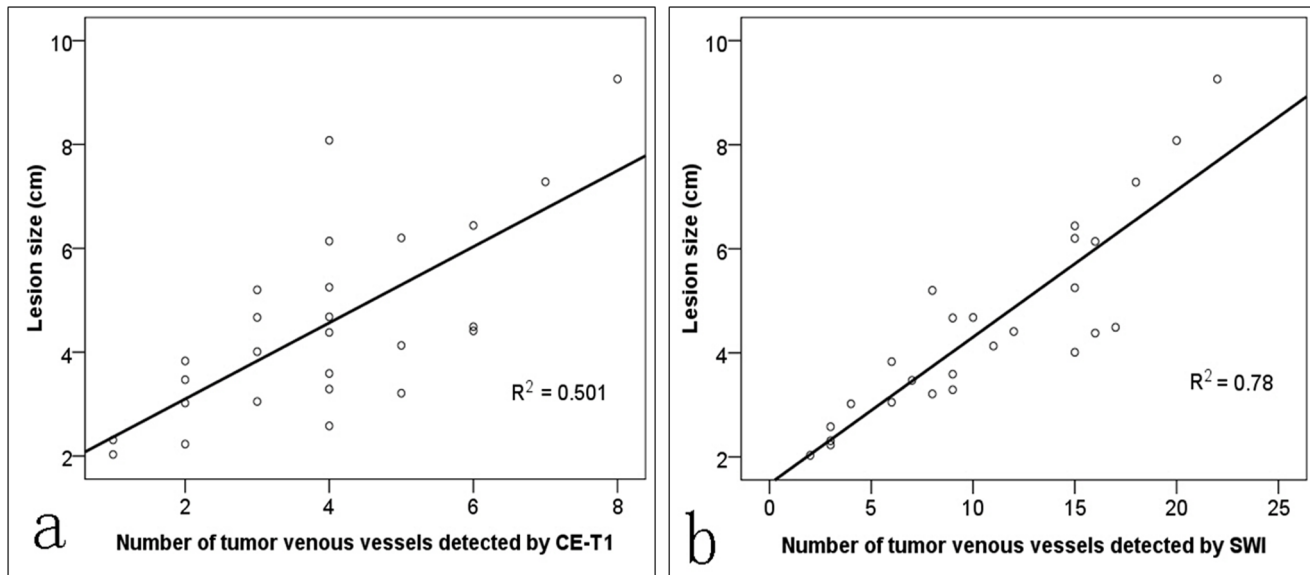 10
8
6
4
2
Lesion size (cm)
R² = 0.501
2 4 6 8
Number of tumor venous vessels detected by CE-T1
a
10
8
6
4
2
Lesion size (cm)
R² = 0.78
0 5 10 15 20 25
Number of tumor venous vessels detected by SWI
b